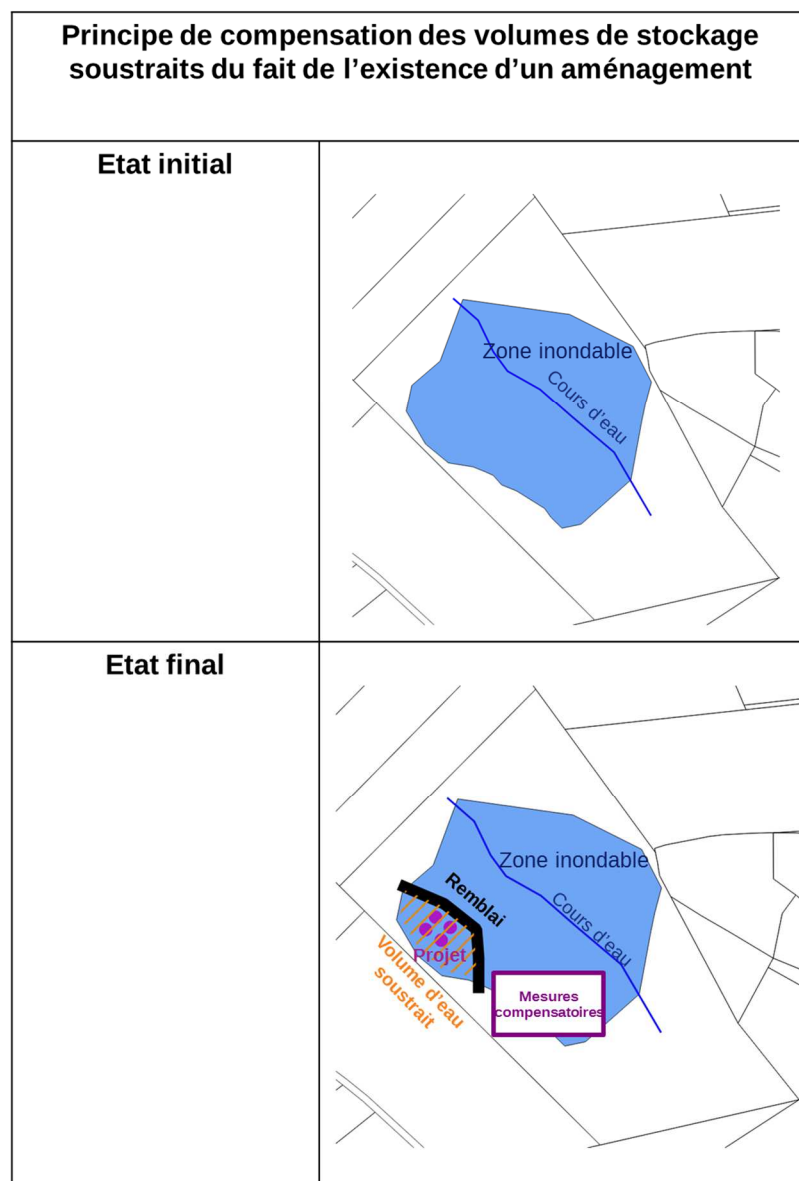 Principe de compensation des volumes de stockage
soustraits du fait de l’existence d’un aménagement
Etat initial
Zone inondable
Cours d’eau
Etat final
Zone inondable
Remblai
Cours d’eau
Projet
Volume d’eau
soustrait
Mesures
compensatoires